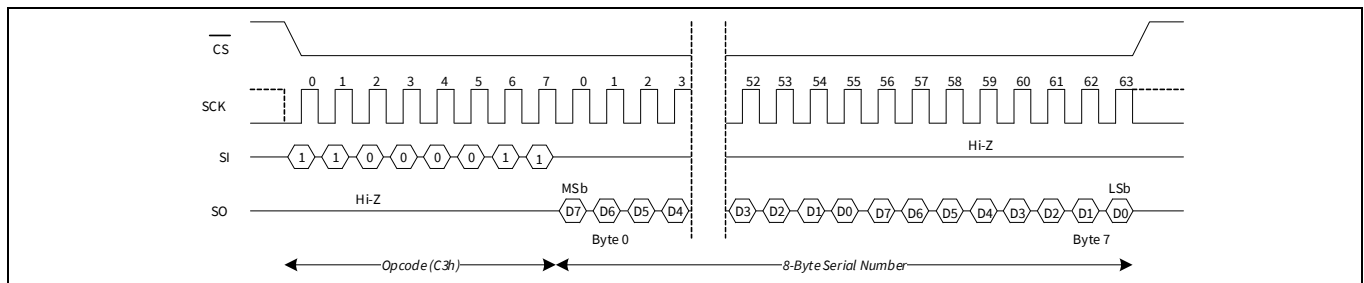 CS
0 1 2 3 4 5 6 7 0 1 2 3 52 53 54 55 56 57 58 59 60 61 62 63
SCK
Hi-Z
SI 1 1 0 0 0 0 1 1
MSb LSb
Hi-Z
SO D7 D6 D5 D4 D3 D2 D1 D0 D7 D6 D5 D4 D3 D2 D1 D0
Byte 0 Byte 7
Opcode (C3h) 8-Byte Serial Number